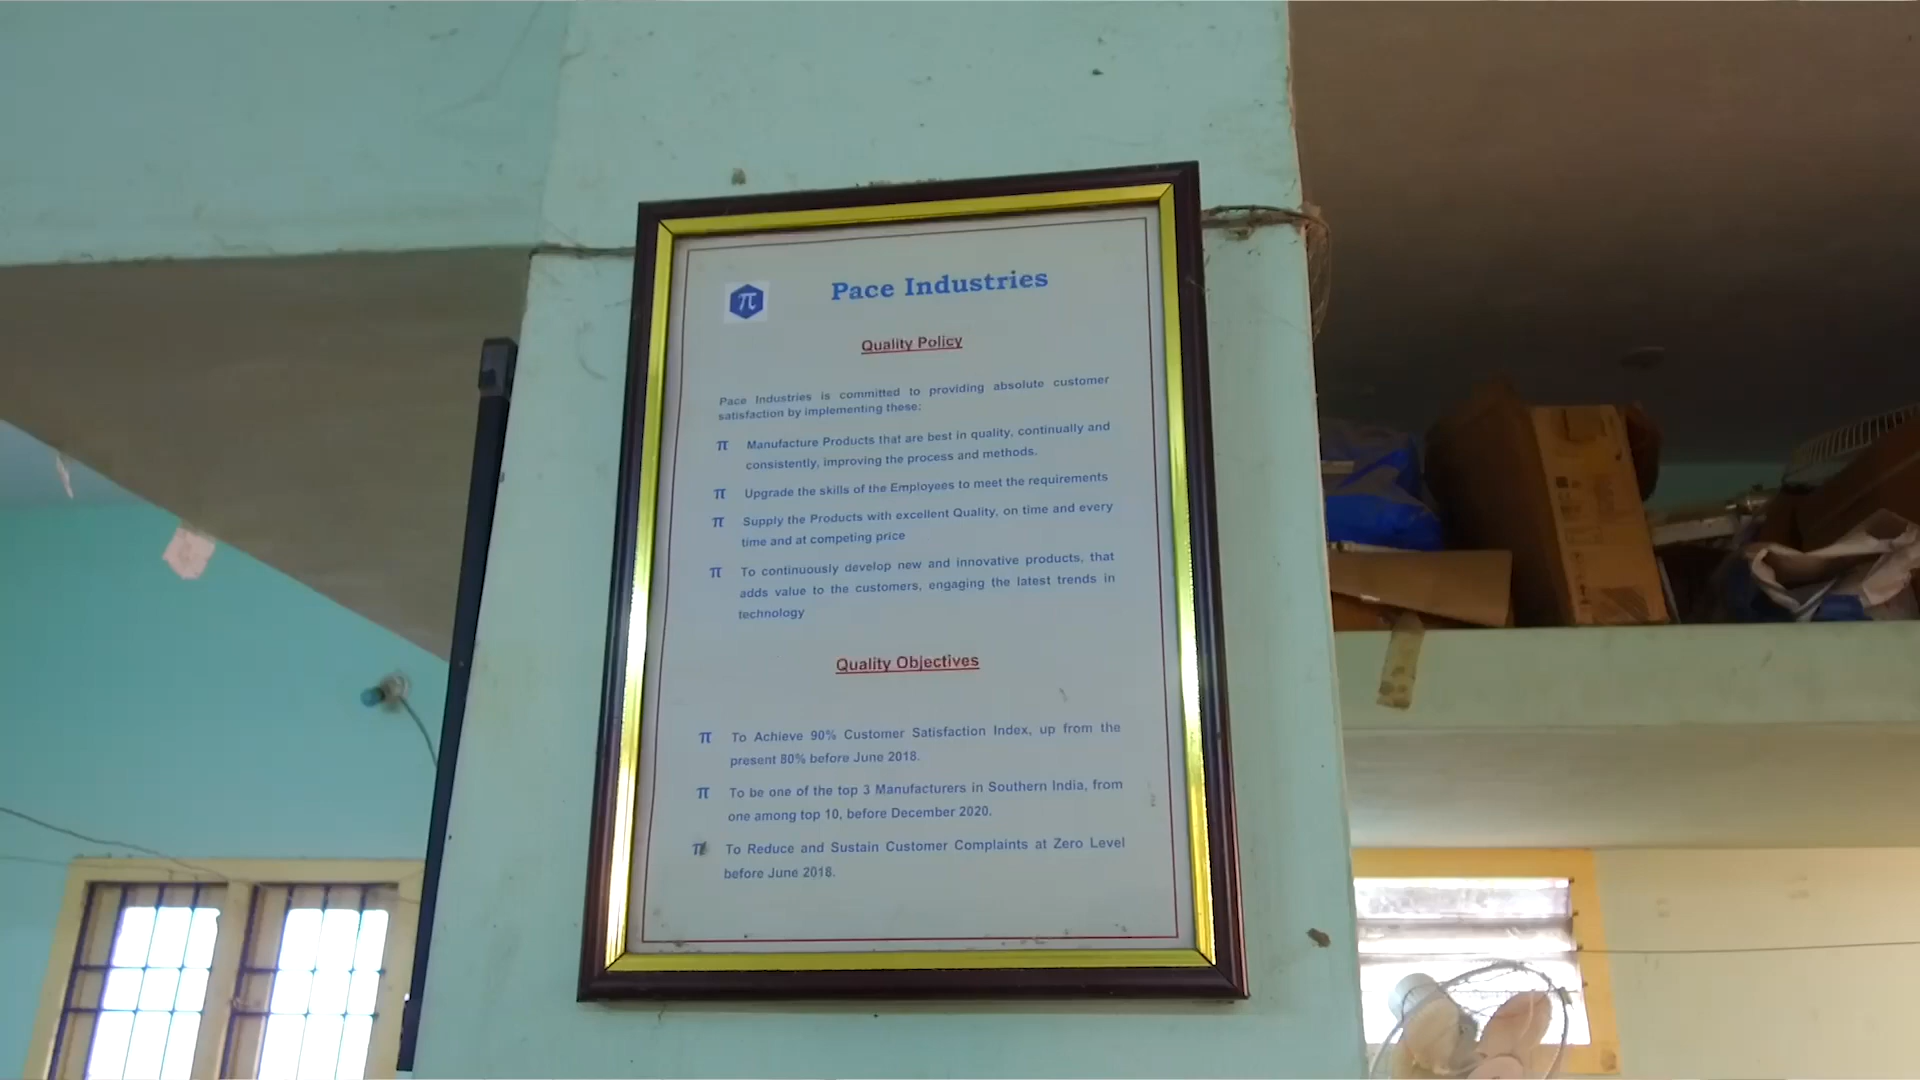 π
Pace Industries
Quality Policy
Pace Industries is committed to providing absolute customer
satisfaction by implementing these:
π Manufacture Products that are best in quality, continually and
consistently, improving the process and methods.
π Upgrade the skills of the Employees to meet the requirements
π Supply the Products with excellent Quality, on time and every
time and at competing price
π To continuously develop new and innovative products, that
adds value to the customers, engaging the latest trends in
technology
Quality Objectives
π To Achieve 90% Customer Satisfaction Index, up from the
present 80% before June 2018.
π To be one of the top 3 Manufacturers in Southern India, from
one among top 10, before December 2020.
π To Reduce and Sustain Customer Complaints at Zero Level
before June 2018.